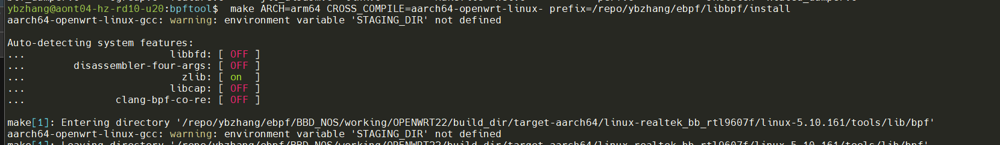 ybzhang@aont04-hz-rd10-u20:bpftool$  make ARCH=arm64 CROSS_COMPILE=aarch64-openwrt-linux- prefix=/repo/ybzhang/ebpf/libbpf/install
aarch64-openwrt-linux-gcc: warning: environment variable 'STAGING_DIR' not defined
Auto-detecting system features:
...                        libbfd: [ OFF ]
...        disassembler-four-args: [ OFF ]
...                          zlib: [ on  ]
...                        libcap: [ OFF ]
...               clang-bpf-co-re: [ OFF ]
make[1]: Entering directory '/repo/ybzhang/ebpf/BBD_NOS/working/OPENWRT22/build_dir/target-aarch64/linux-realtek_bb_rtl9607f/linux-5.10.161/tools/lib/bpf'
aarch64-openwrt-linux-gcc: warning: environment variable 'STAGING_DIR' not defined
make[1]: Leaving directory '/repo/ybzhang/ebpf/BBD_NOS/working/OPENWRT22/build_dir/target-aarch64/linux-realtek_bb_rtl9607f/linux-5.10.161/tools/lib/bpf'